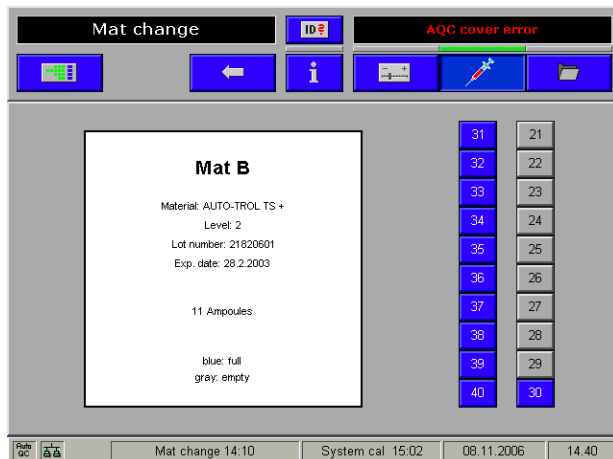 Mat change
ID?
AQC cover error
i
- +
Mat B
Material: AUTO-TROL TS +
Level: 2
Lot number: 21820601
Exp. date: 28.2.2003
11 Ampoules
blue: full
gray: empty
31 21
32 22
33 23
34 24
35 25
36 26
37 27
38 28
39 29
40 30
Auto
QC
Mat change 14:10
System cal 15:02
08.11.2006
14.40